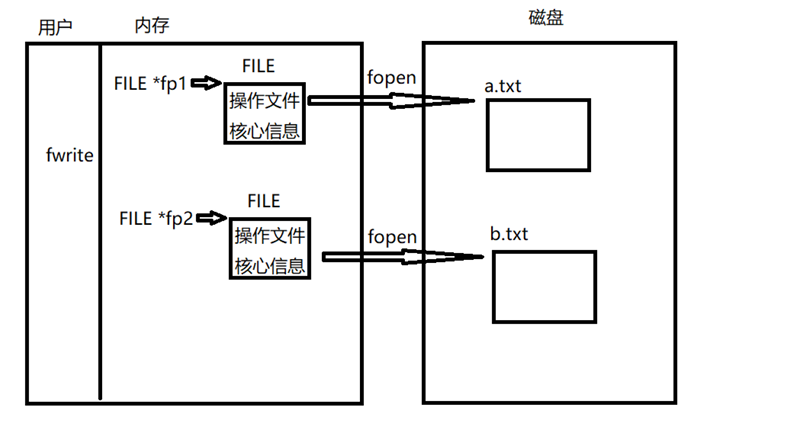 用户
内存
磁盘
FILE
FILE *fp1
操作文件
核心信息
fopen
a.txt
fwrite
FILE
FILE *fp2
操作文件
核心信息
fopen
b.txt